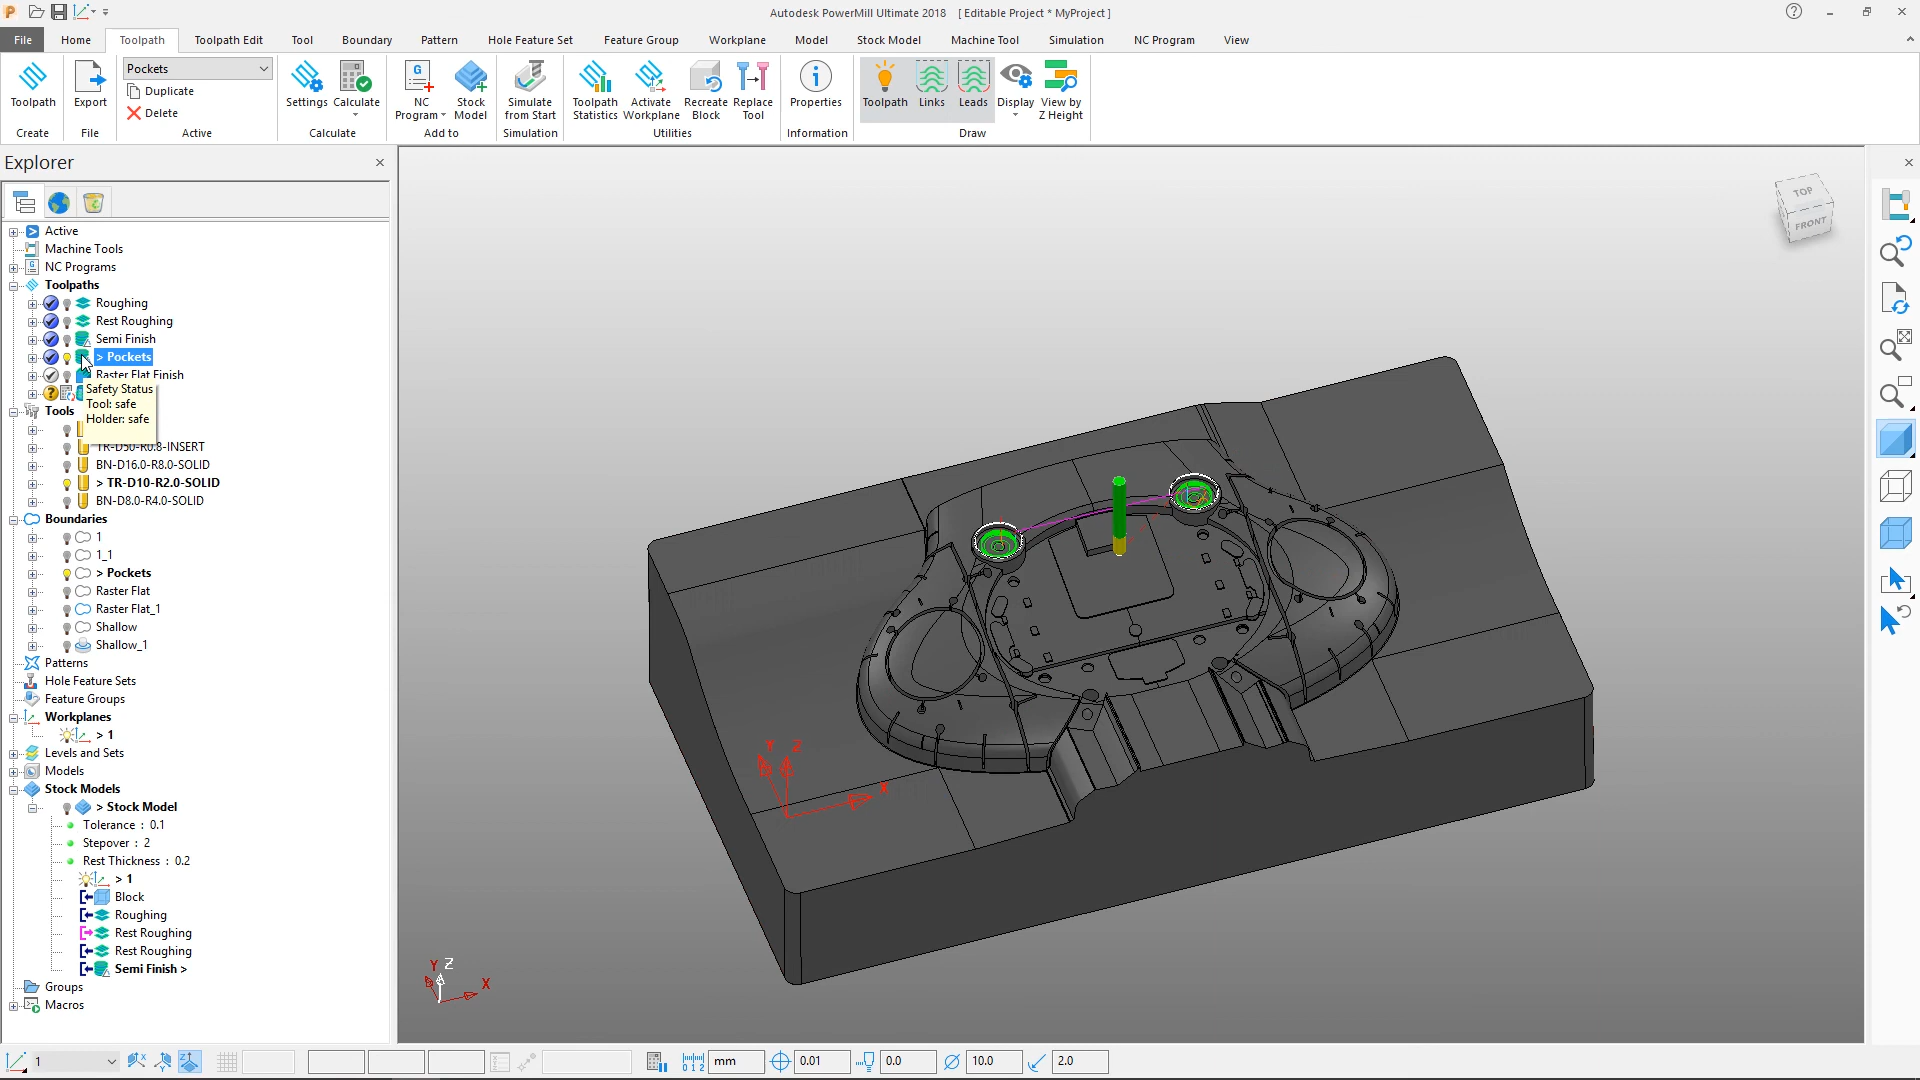 Autodesk PowerMill Ultimate 2018 [ Editable Project * MyProject ]
File Home Toolpath Toolpath Edit Tool Boundary Pattern Hole Feature Set Feature Group Workplane Model Stock Model Machine Tool Simulation NC Program View
Pockets
Duplicate
Delete
Toolpath Export Settings Calculate NC Program Stock Model Simulate from Start Toolpath Statistics Activate Workplane Recreate Block Replace Tool Properties Toolpath Links Leads Display View by Z Height
Create File Active Calculate Add to Simulation Utilities Information Draw
Explorer
Active
Machine Tools
NC Programs
Toolpaths
Roughing
Rest Roughing
Semi Finish
> Pockets
Raster Flat Finish
Safety Status
Tool: safe
Holder: safe
Tools
TR-D50-R0.8-INSERT
BN-D16.0-R8.0-SOLID
> TR-D10-R2.0-SOLID
BN-D8.0-R4.0-SOLID
Boundaries
1
1_1
> Pockets
Raster Flat
Raster Flat_1
Shallow
Shallow_1
Patterns
Hole Feature Sets
Feature Groups
Workplanes
> 1
Levels and Sets
Models
Stock Models
> Stock Model
Tolerance : 0.1
Stepover : 2
Rest Thickness : 0.2
> 1
Block
Roughing
Rest Roughing
Rest Roughing
Semi Finish >
Groups
Macros
TOP
FRONT
Y Z
X
Y Z
X
1 mm 0.01 0.0 10.0 2.0